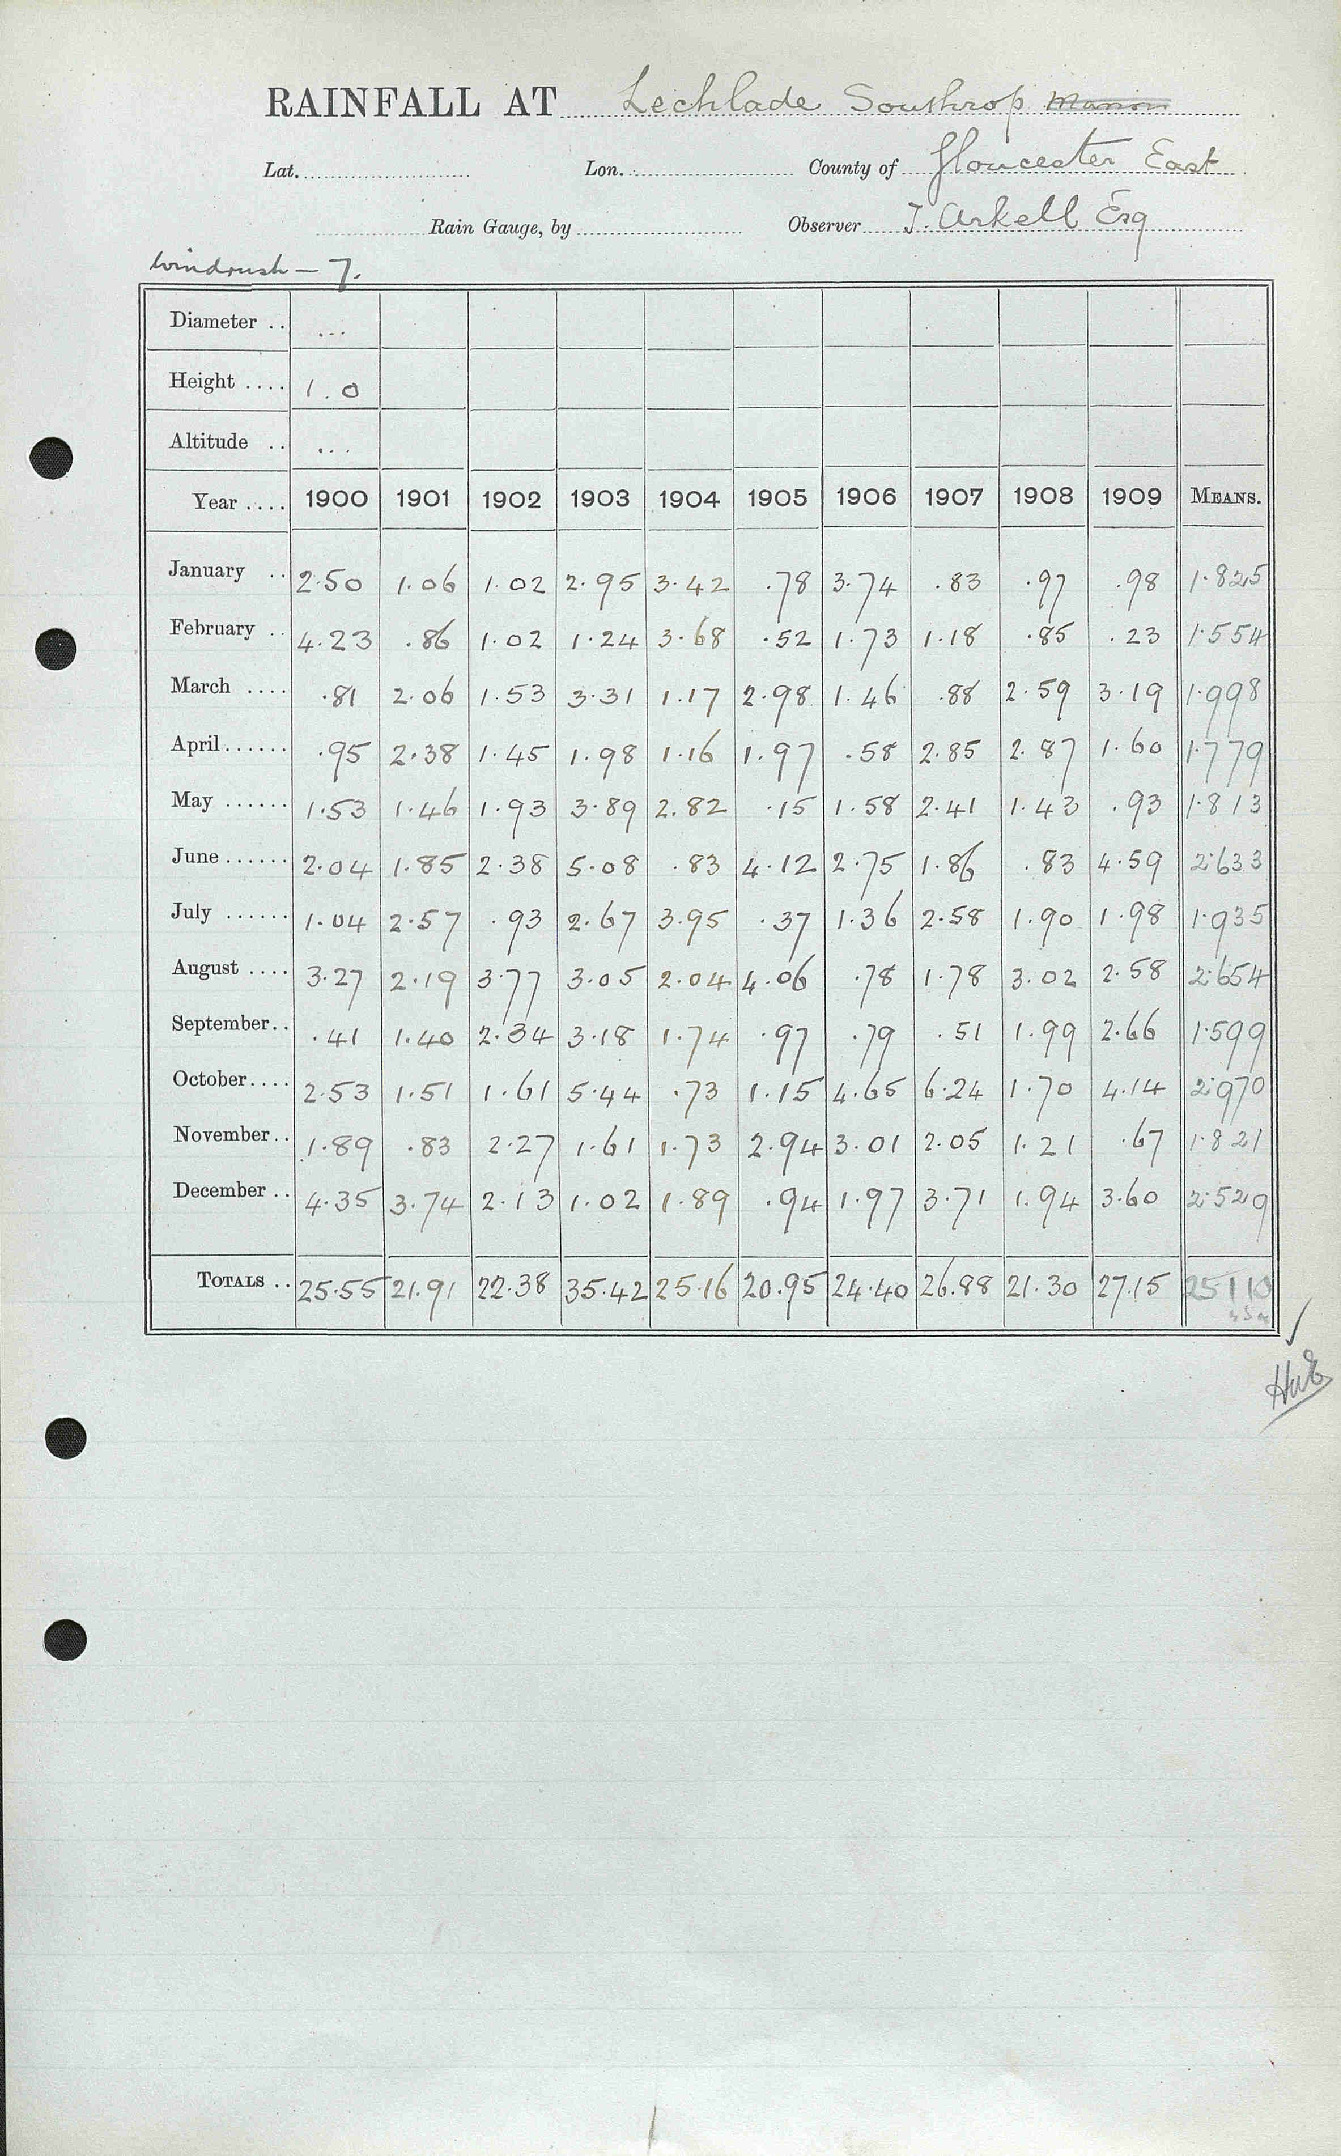 RAINFALL AT Lechlade Southrop Manor
Lat. Lon. County of Gloucester East
Rain Gauge, by Observer J. Arkell Esq
Windrush — 7.
Diameter .. ...
Height .... 1.0
Altitude .. ...
Year .... 1900 1901 1902 1903 1904 1905 1906 1907 1908 1909 MEANS.
January .. 2.50 1.06 1.02 2.95 3.42 .78 3.74 .83 .97 .98 1.825
February .. 4.23 .86 1.02 1.24 3.68 .52 1.73 1.18 .85 .23 1.554
March .... .81 2.06 1.53 3.31 1.17 2.98 1.46 .88 2.59 3.19 1.998
April ...... .95 2.38 1.45 1.98 1.16 1.97 .58 2.85 2.87 1.60 1.779
May ...... 1.53 1.46 1.93 3.89 2.82 .15 1.58 2.41 1.43 .93 1.813
June ...... 2.04 1.85 2.38 5.08 .83 4.12 2.75 1.86 .83 4.59 2.633
July ...... 1.04 2.57 .93 2.67 3.95 .37 1.36 2.58 1.90 1.98 1.935
August .... 3.27 2.19 3.77 3.05 2.04 4.06 .78 1.78 3.02 2.58 2.654
September .. .41 1.40 2.34 3.18 1.74 .97 .79 .51 1.99 2.66 1.599
October .... 2.53 1.51 1.61 5.44 .73 1.15 4.65 6.24 1.70 4.14 2.970
November .. 1.89 .83 2.27 1.61 1.73 2.94 3.01 2.05 1.21 .67 1.821
December .. 4.35 3.74 2.13 1.02 1.89 .94 1.97 3.71 1.94 3.60 2.529
TOTALS .. 25.55 21.91 22.38 35.42 25.16 20.95 24.40 26.88 21.30 27.15 25110